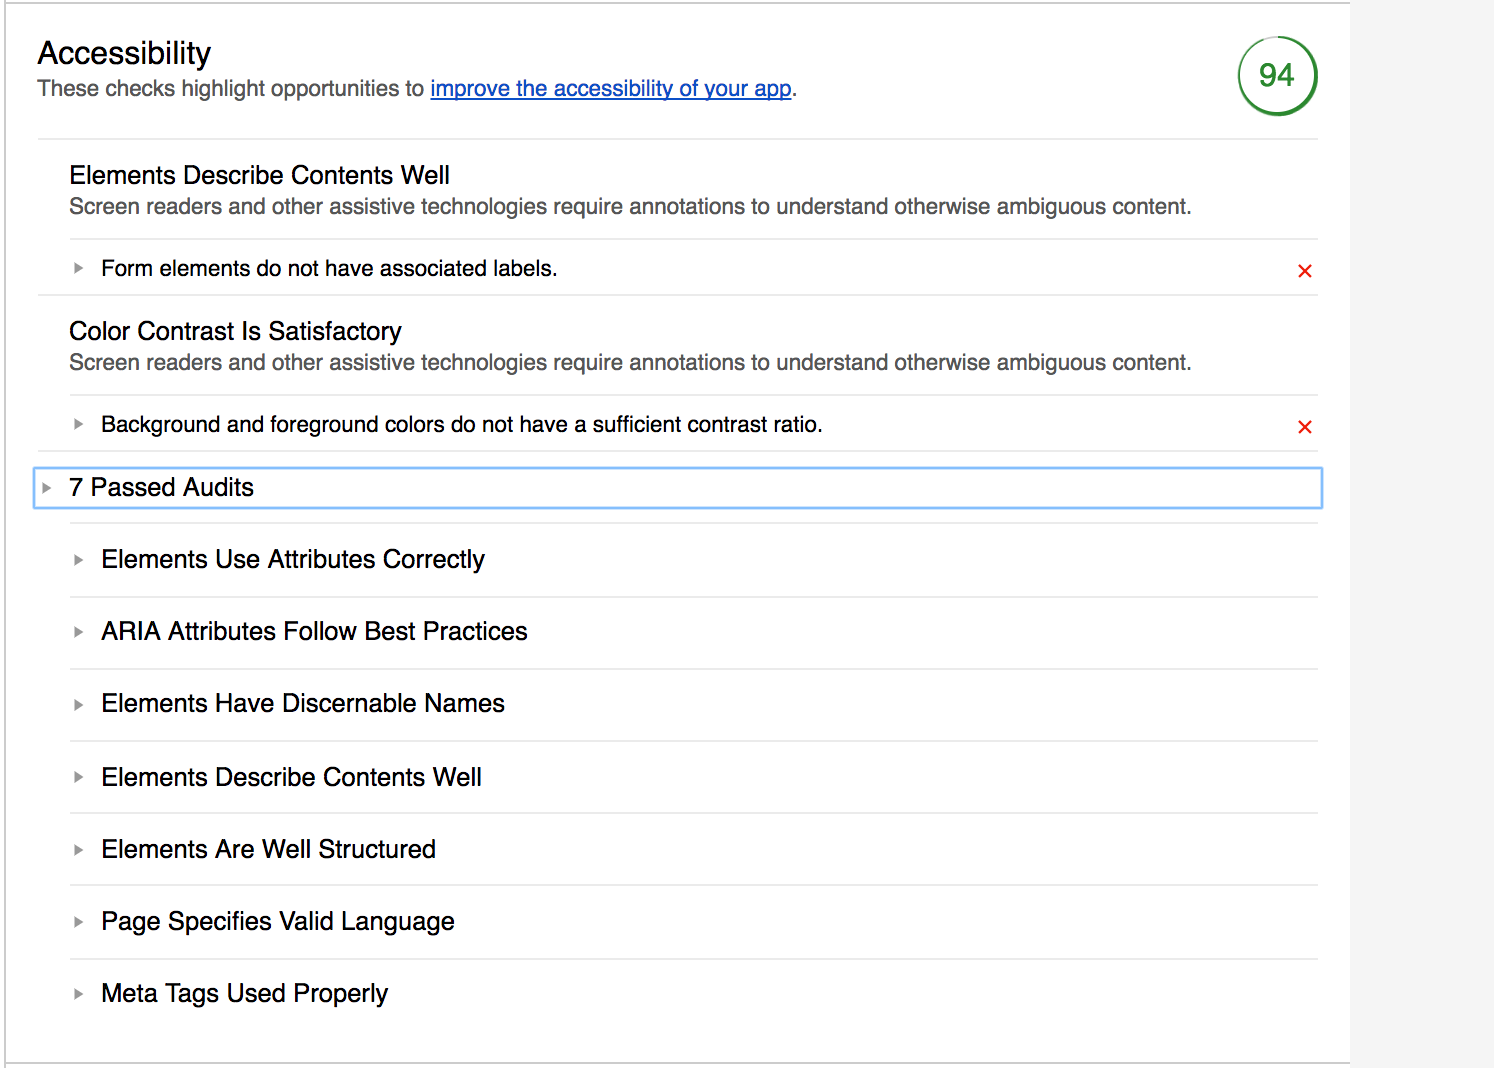 Accessibility
94
These checks highlight opportunities to improve the accessibility of your app.
Elements Describe Contents Well
Screen readers and other assistive technologies require annotations to understand otherwise ambiguous content.
Form elements do not have associated labels.
Color Contrast Is Satisfactory
Screen readers and other assistive technologies require annotations to understand otherwise ambiguous content.
Background and foreground colors do not have a sufficient contrast ratio.
7 Passed Audits
Elements Use Attributes Correctly
ARIA Attributes Follow Best Practices
Elements Have Discernable Names
Elements Describe Contents Well
Elements Are Well Structured
Page Specifies Valid Language
Meta Tags Used Properly